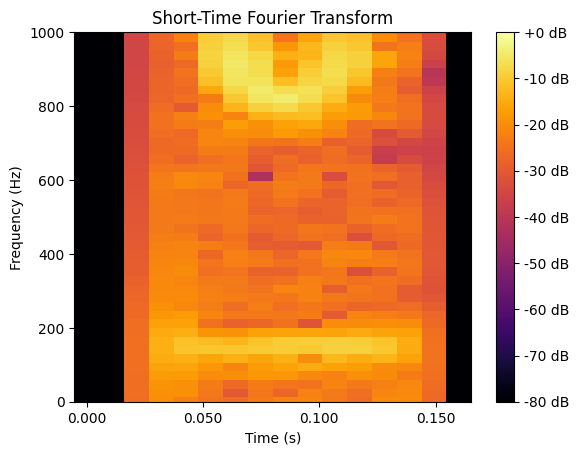 Short-Time Fourier Transform
1000
800
600
400
200
0
Frequency (Hz)
0.000
0.050
0.100
0.150
Time (s)
+0 dB
-10 dB
-20 dB
-30 dB
-40 dB
-50 dB
-60 dB
-70 dB
-80 dB